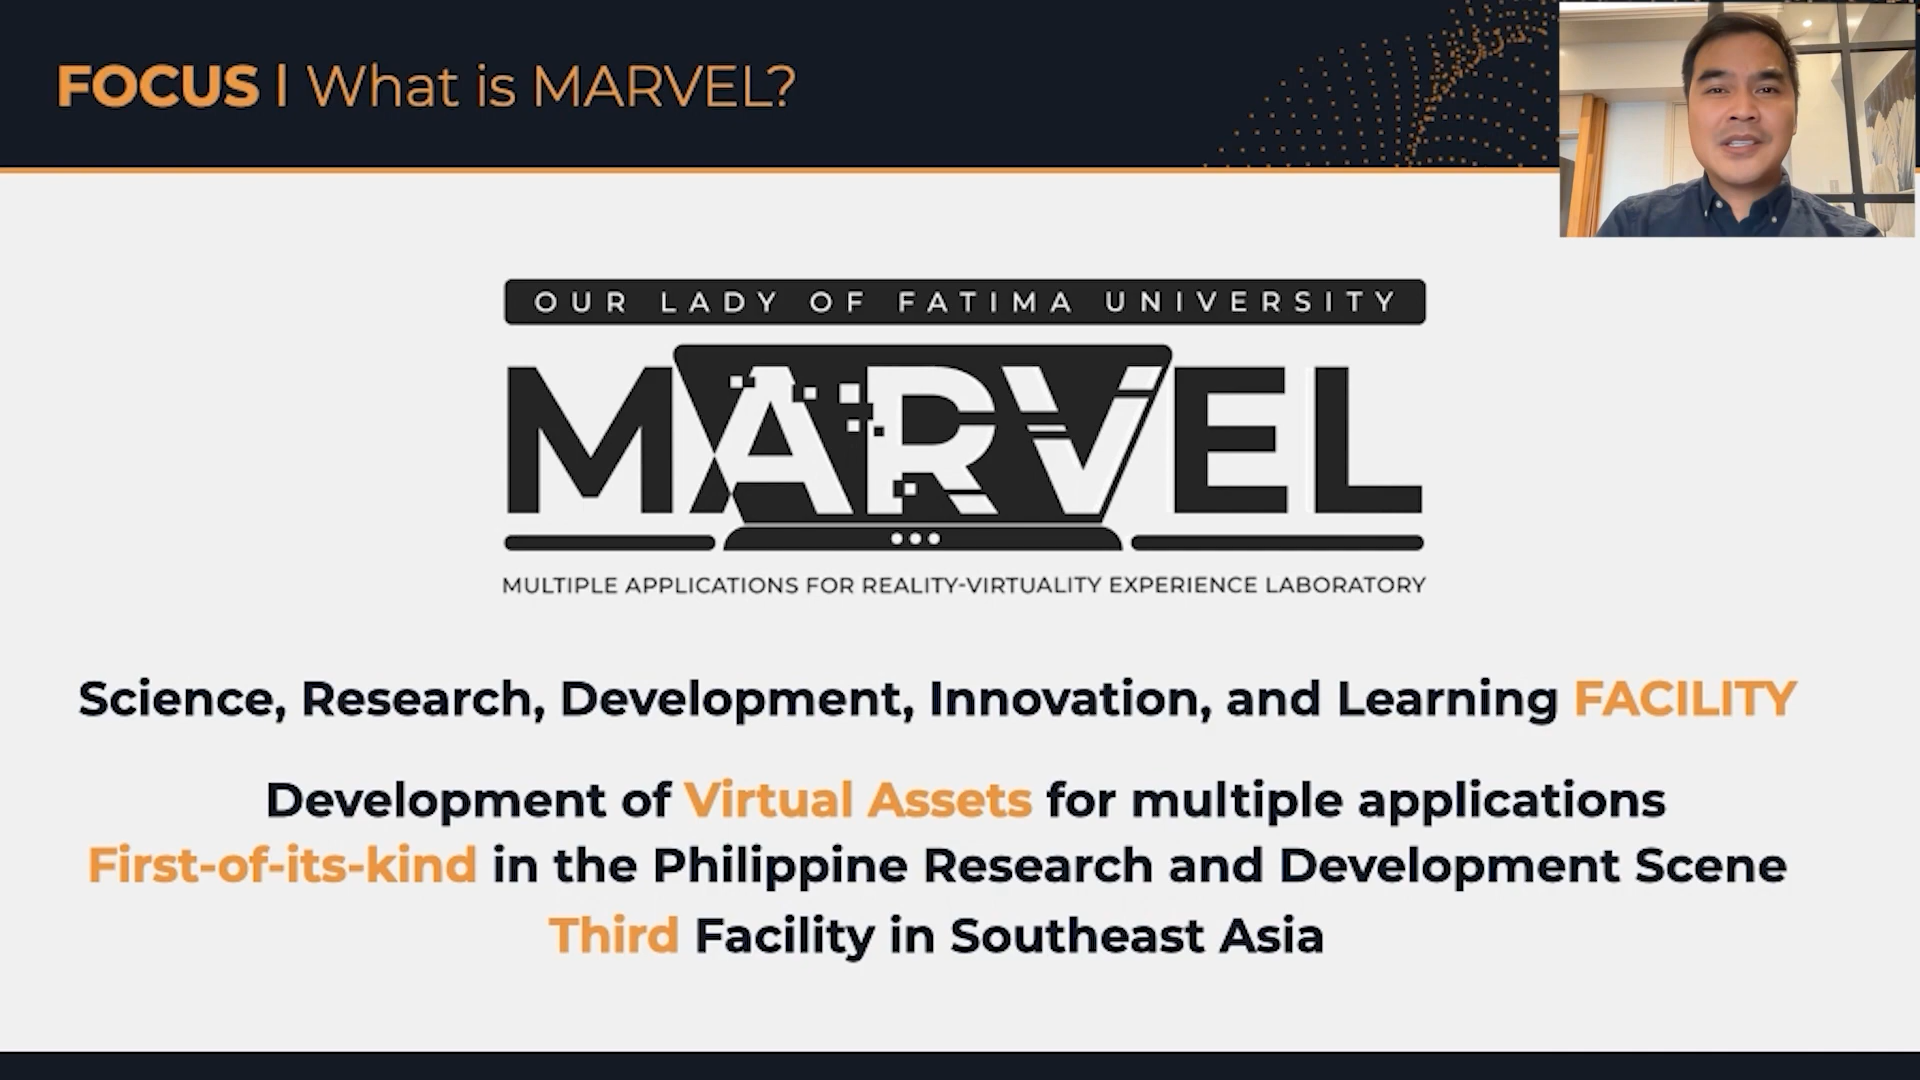 FOCUS | What is MARVEL?
OUR LADY OF FATIMA UNIVERSITY
MARVEL
MULTIPLE APPLICATIONS FOR REALITY-VIRTUALITY EXPERIENCE LABORATORY
Science, Research, Development, Innovation, and Learning FACILITY
Development of Virtual Assets for multiple applications
First-of-its-kind in the Philippine Research and Development Scene
Third Facility in Southeast Asia